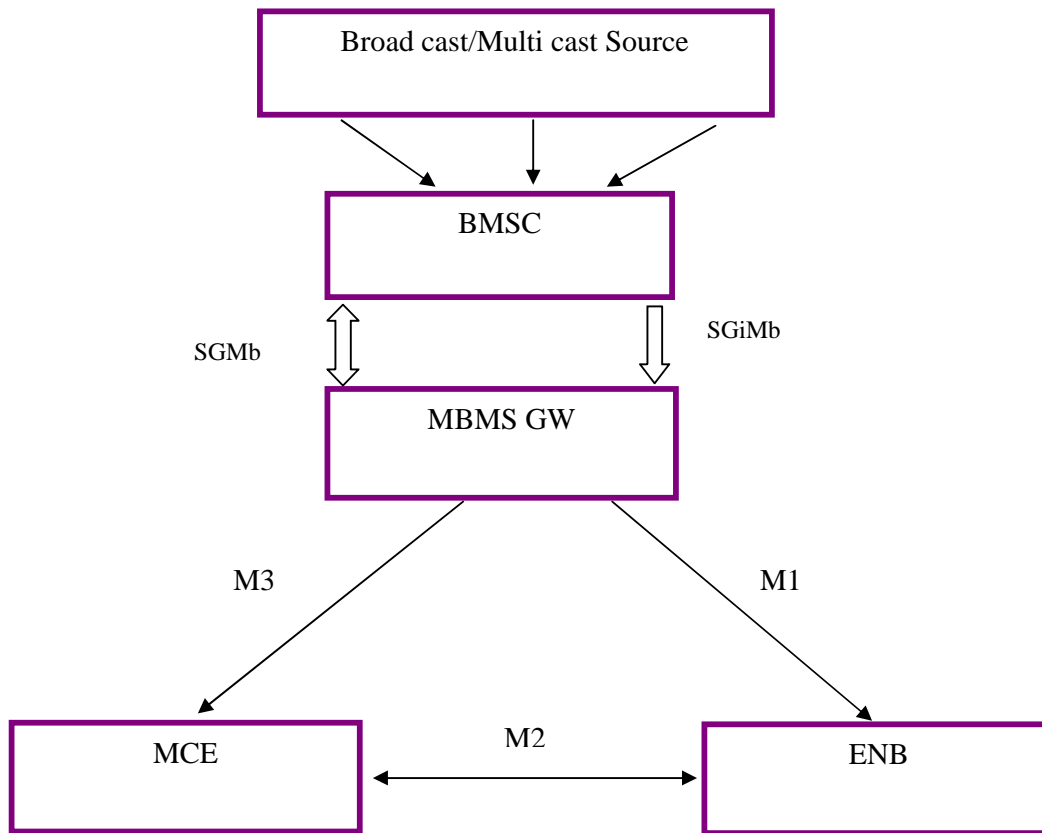 Broad cast/Multi cast Source
BMSC
SGMb
SGiMb
MBMS GW
M3
M1
MCE
M2
ENB